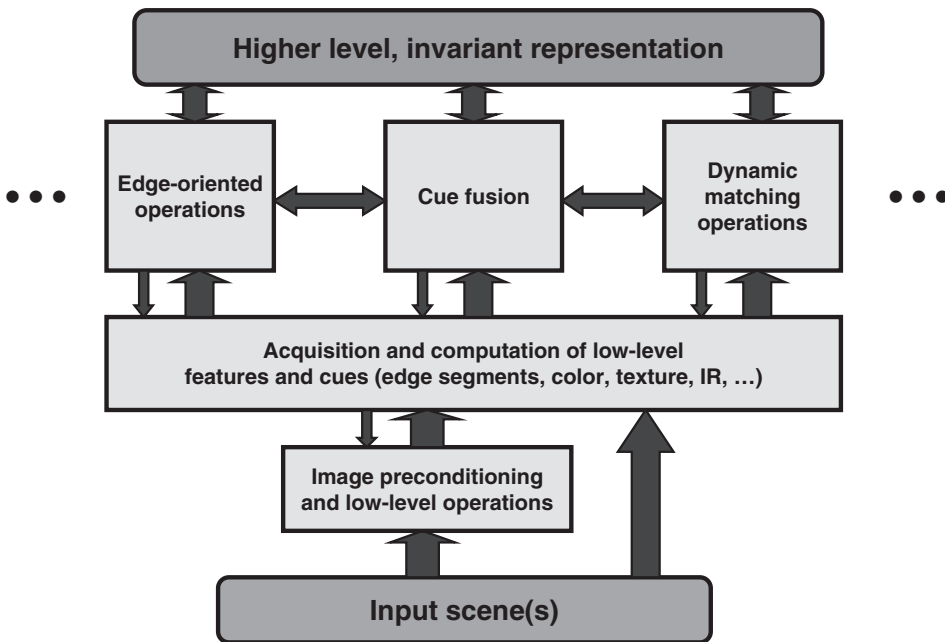 Higher level, invariant representation
Edge-oriented
operations
Cue fusion
Dynamic
matching
operations
Acquisition and computation of low-level
features and cues (edge segments, color, texture, IR, …)
Image preconditioning
and low-level operations
Input scene(s)